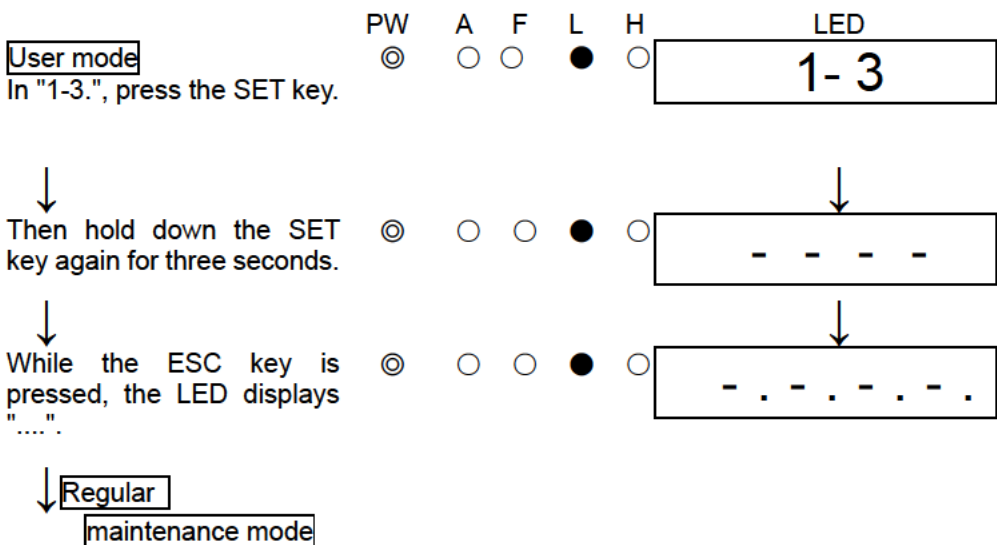 PW A F L H LED
User mode ◎ ○ ○ ● ○ 1- 3
In "1-3.", press the SET key.
↓ ↓
Then hold down the SET ◎ ○ ○ ● ○ - - - -
key again for three seconds.
↓ ↓
While the ESC key is ◎ ○ ○ ● ○ - . - . - . - .
pressed, the LED displays
"....".
↓ Regular
maintenance mode